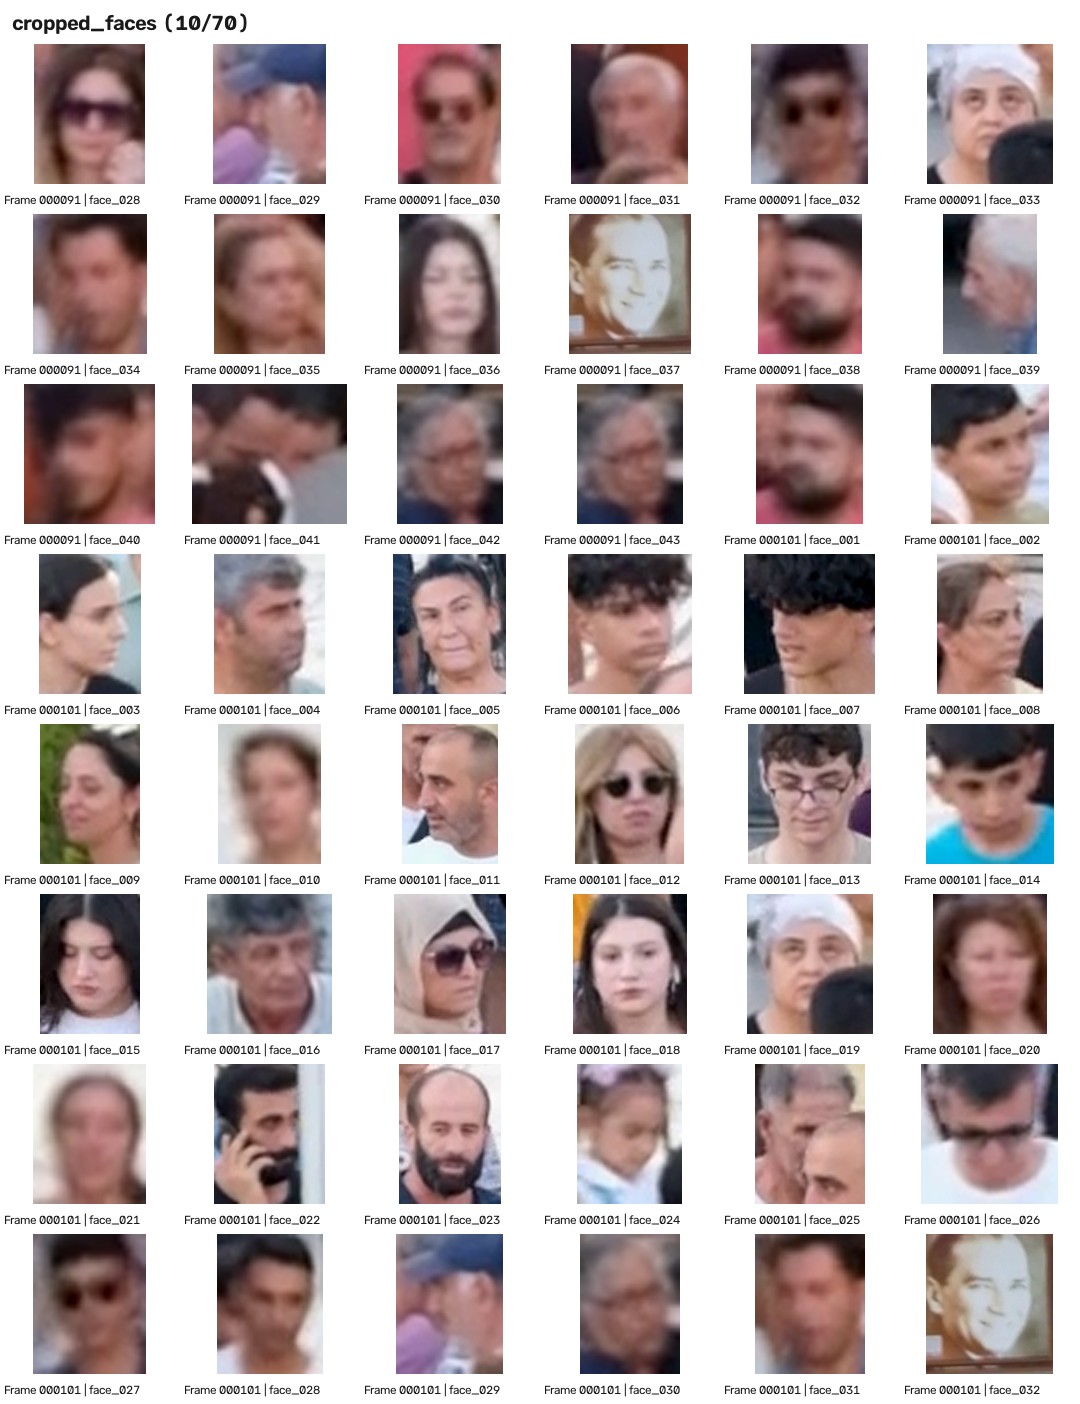 cropped_faces (10/70)
Frame 000091 | face_028 Frame 000091 | face_029 Frame 000091 | face_030 Frame 000091 | face_031 Frame 000091 | face_032 Frame 000091 | face_033
Frame 000091 | face_034 Frame 000091 | face_035 Frame 000091 | face_036 Frame 000091 | face_037 Frame 000091 | face_038 Frame 000091 | face_039
Frame 000091 | face_040 Frame 000091 | face_041 Frame 000091 | face_042 Frame 000091 | face_043 Frame 000101 | face_001 Frame 000101 | face_002
Frame 000101 | face_003 Frame 000101 | face_004 Frame 000101 | face_005 Frame 000101 | face_006 Frame 000101 | face_007 Frame 000101 | face_008
Frame 000101 | face_009 Frame 000101 | face_010 Frame 000101 | face_011 Frame 000101 | face_012 Frame 000101 | face_013 Frame 000101 | face_014
Frame 000101 | face_015 Frame 000101 | face_016 Frame 000101 | face_017 Frame 000101 | face_018 Frame 000101 | face_019 Frame 000101 | face_020
Frame 000101 | face_021 Frame 000101 | face_022 Frame 000101 | face_023 Frame 000101 | face_024 Frame 000101 | face_025 Frame 000101 | face_026
Frame 000101 | face_027 Frame 000101 | face_028 Frame 000101 | face_029 Frame 000101 | face_030 Frame 000101 | face_031 Frame 000101 | face_032